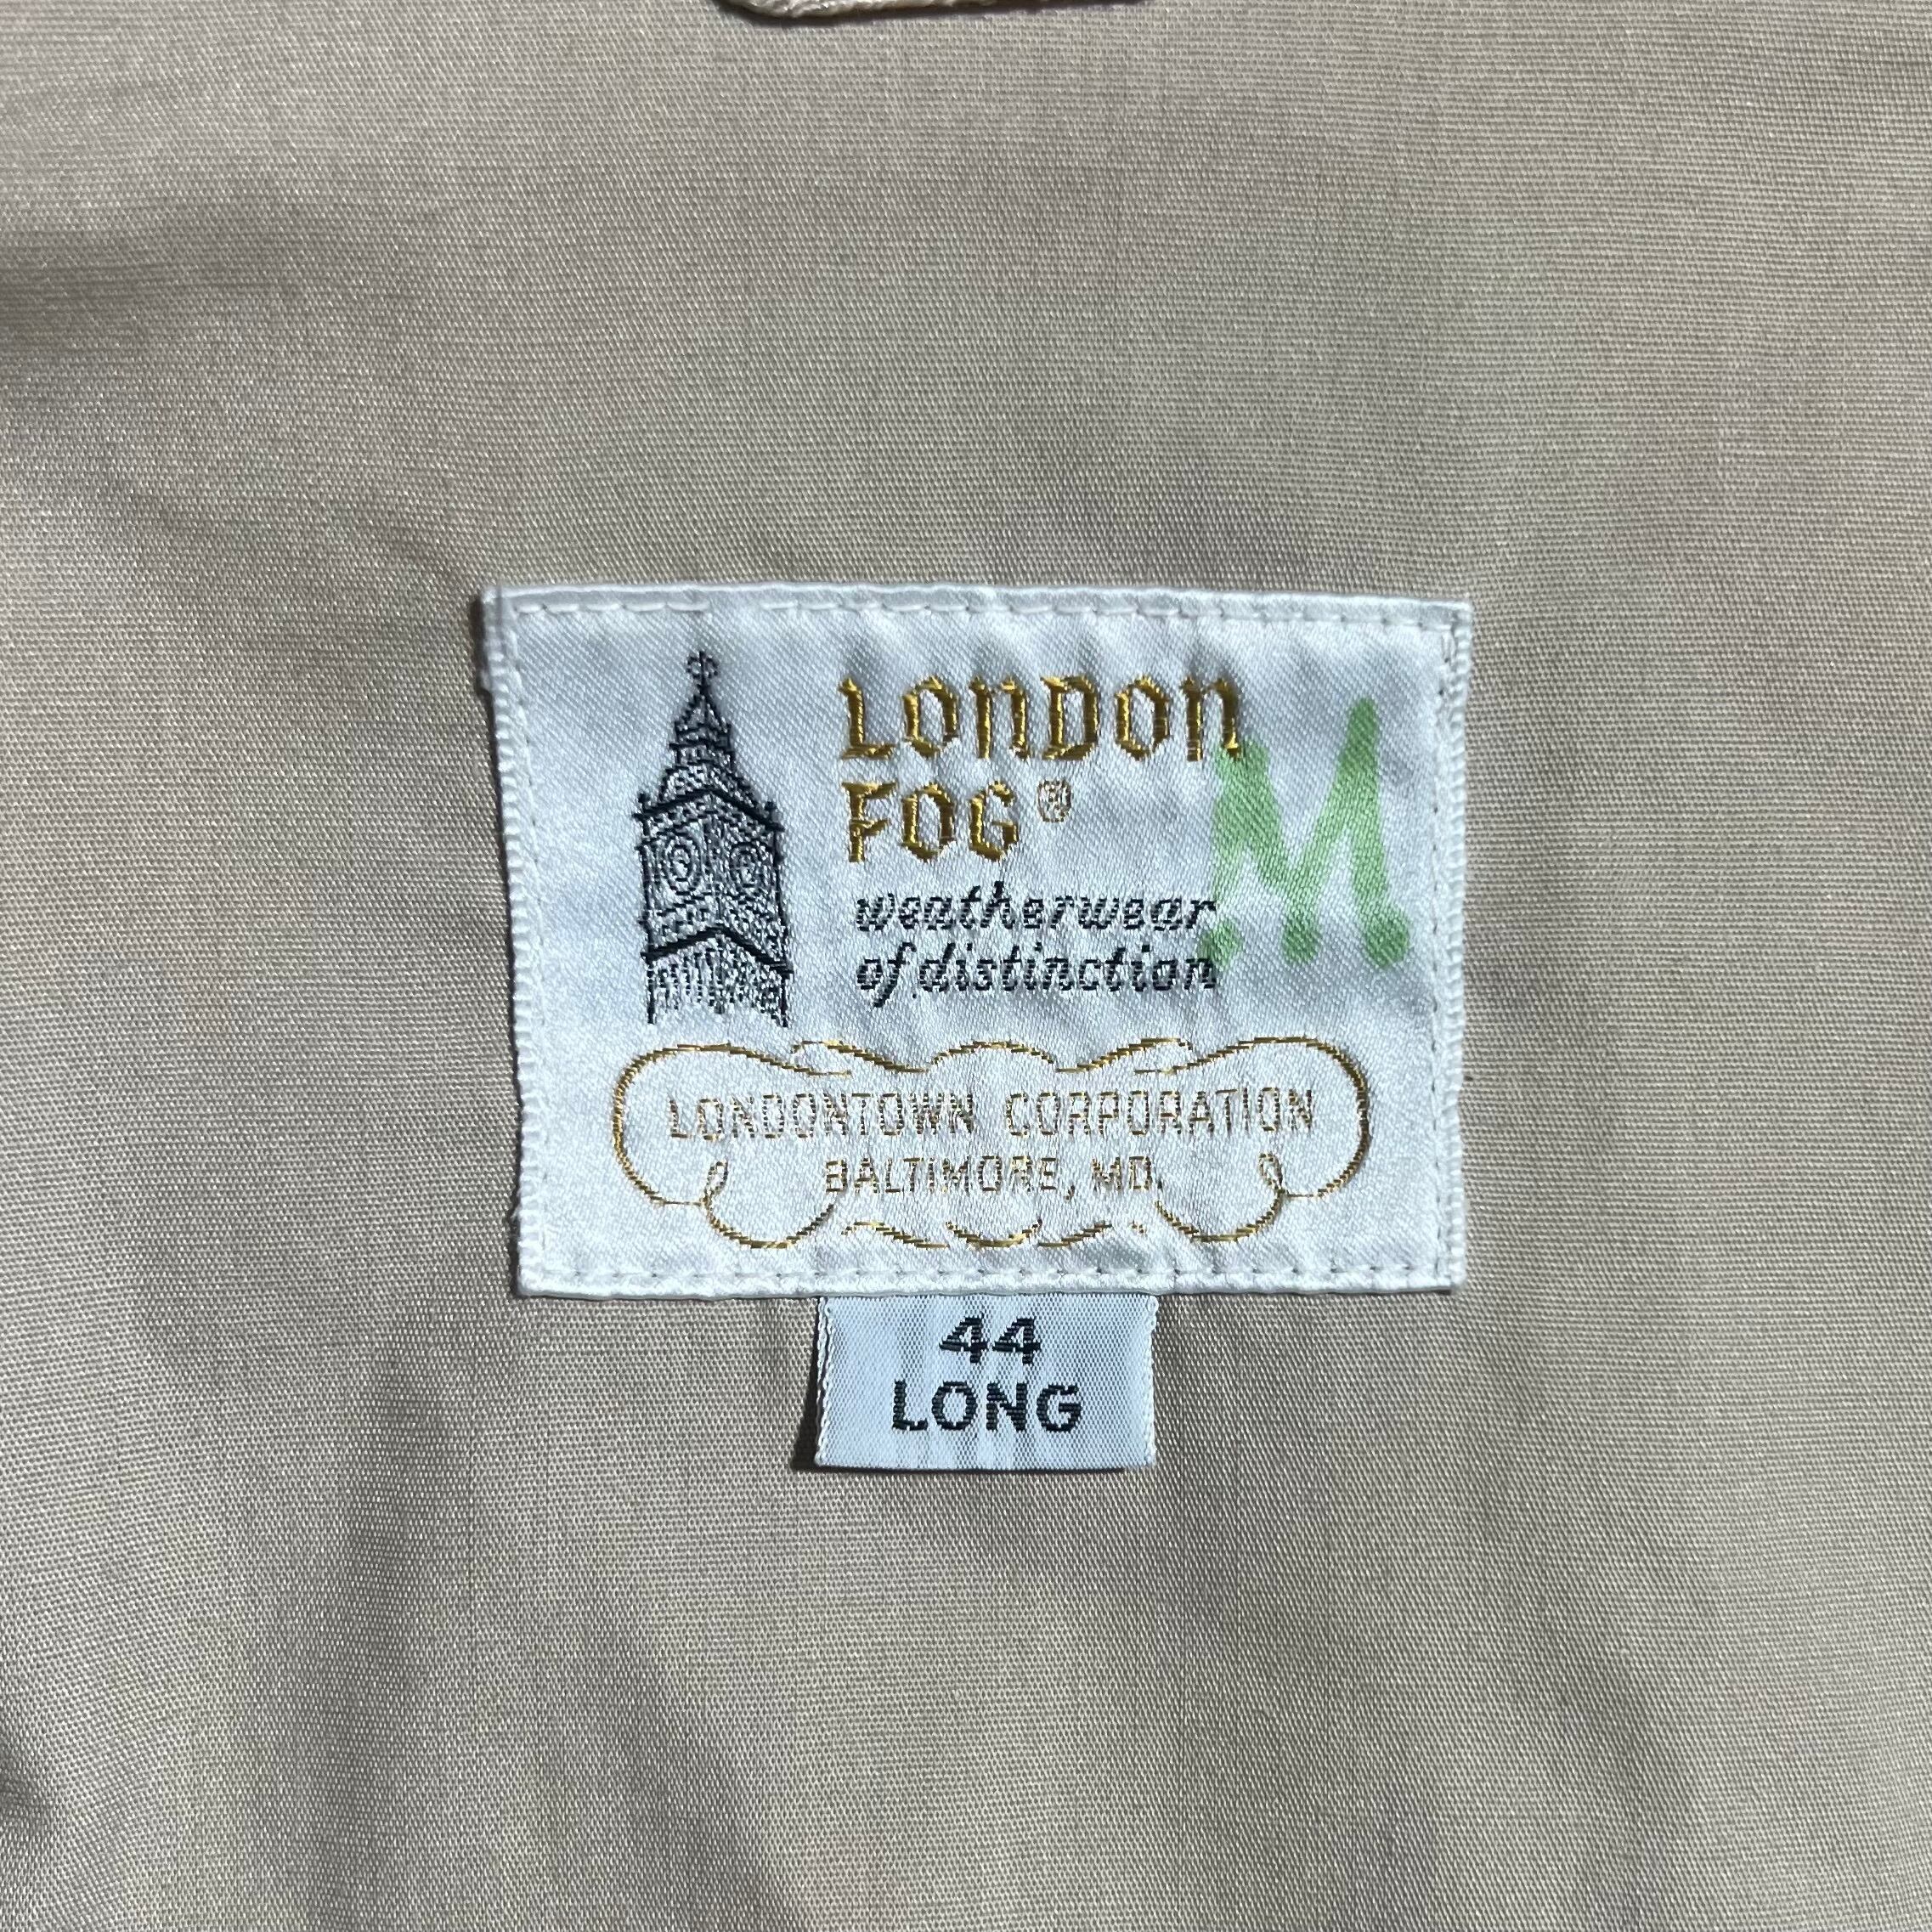 LONDON
FOG®
M
weatherwear
of distinction
LONDONTOWN CORPORATION
BALTIMORE, MD.
44
LONG